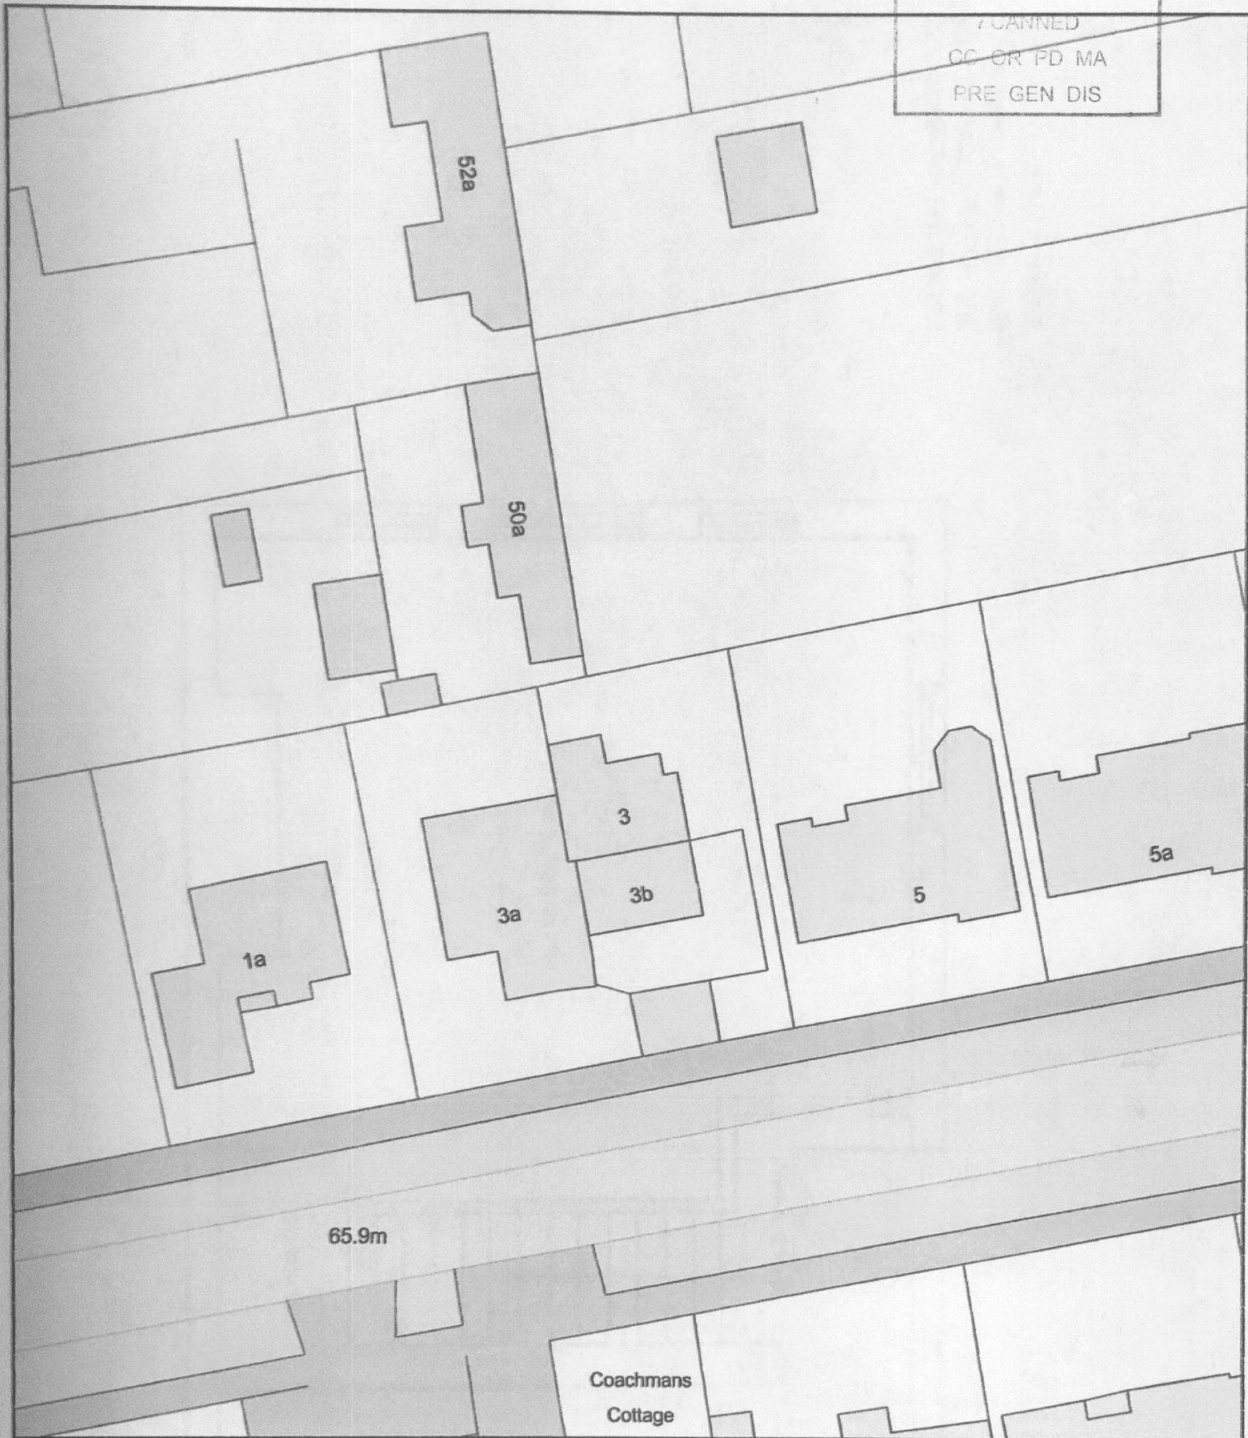 CC OR PD MA
PRE GEN DIS
52a
50a
3
3b
3a
5
5a
1a
65.9m
Coachmans
Cottage